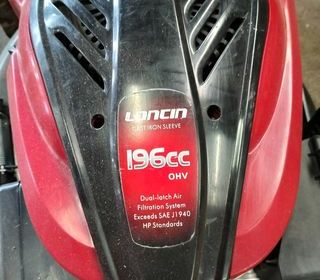 LONCIN
CAST IRON SLEEVE
196cc
OHV
Dual-latch Air
Filtration System
Exceeds SAE J1940
HP Standards